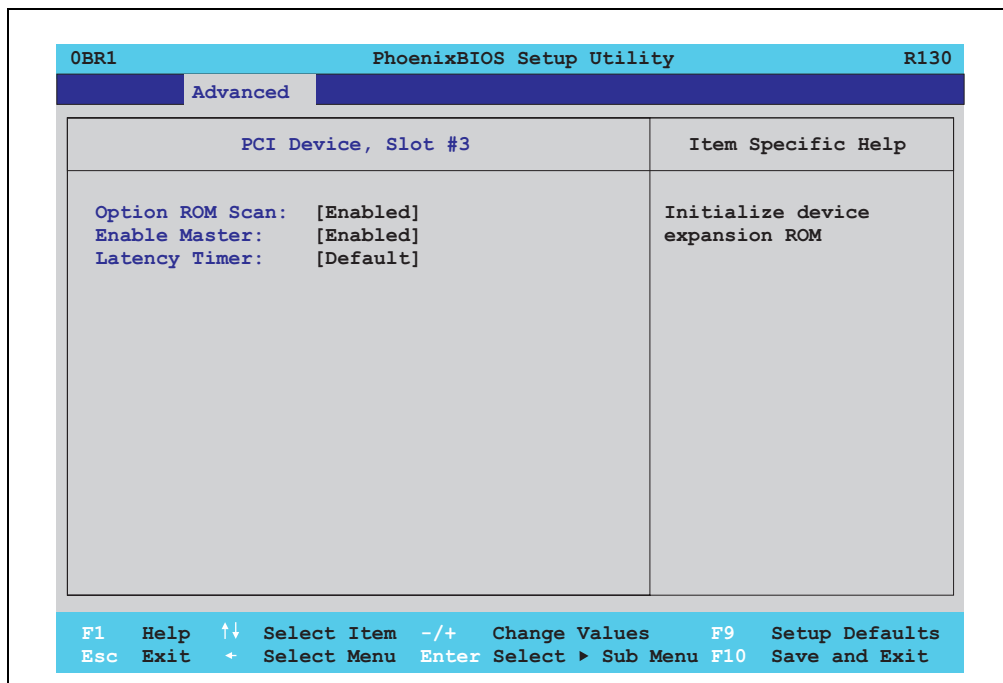 0BR1 PhoenixBIOS Setup Utility R130
Advanced
PCI Device, Slot #3 Item Specific Help
Option ROM Scan: [Enabled] Initialize device
Enable Master: [Enabled] expansion ROM
Latency Timer: [Default]
F1 Help ↑↓ Select Item -/+ Change Values F9 Setup Defaults
Esc Exit ← Select Menu Enter Select ▶ Sub Menu F10 Save and Exit